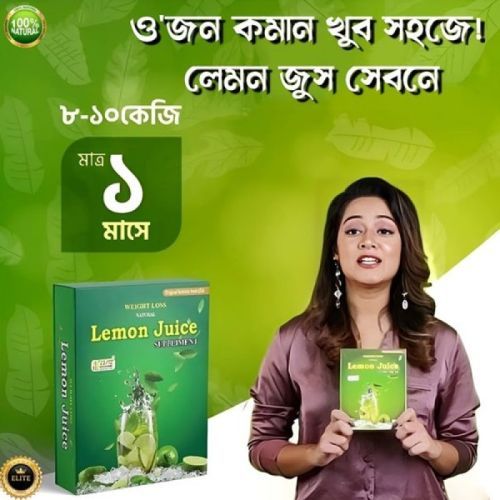 100%
NATURAL
ও'জন কমান খুব সহজে!
লেমন জুস সেবনে
৮-১০কেজি
মাত্র
১
মাসে
WEIGHT LOSS
NATURAL
Lemon Juice
SUPPLIMENT
Lemon Juice
Lemon Juice
ELITE